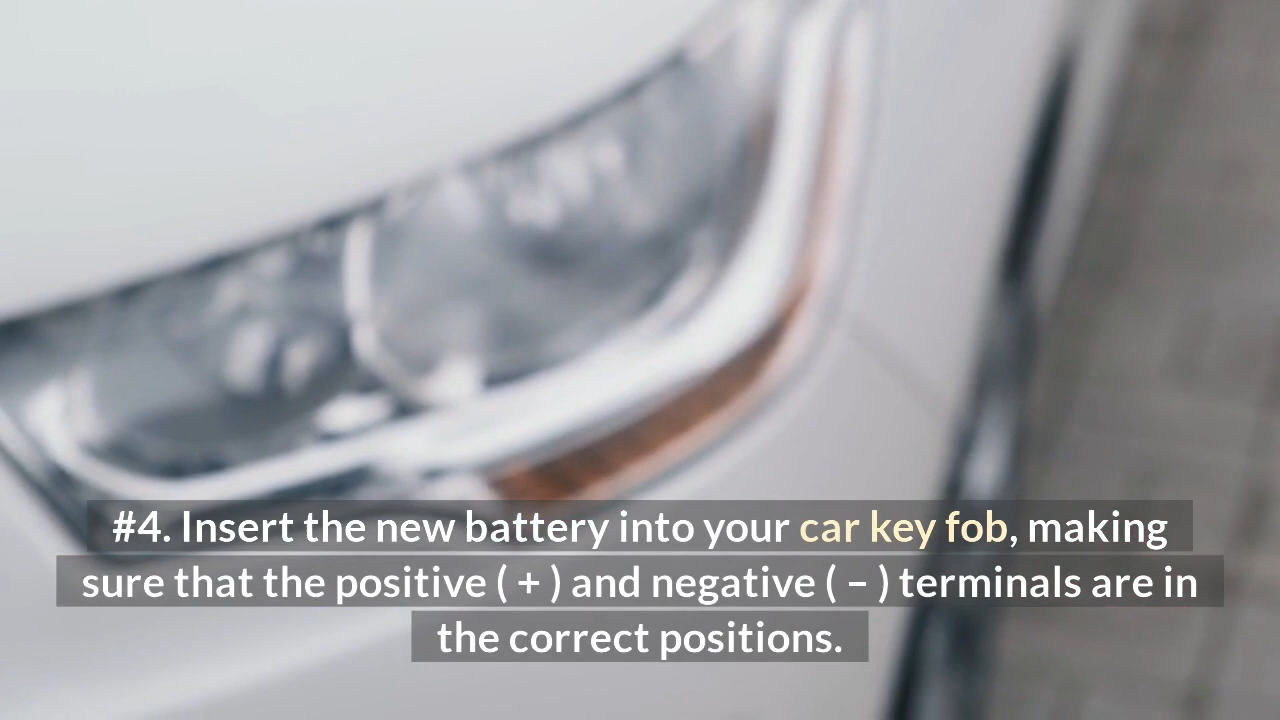 #4. Insert the new battery into your car key fob, making
sure that the positive ( + ) and negative ( – ) terminals are in
the correct positions.